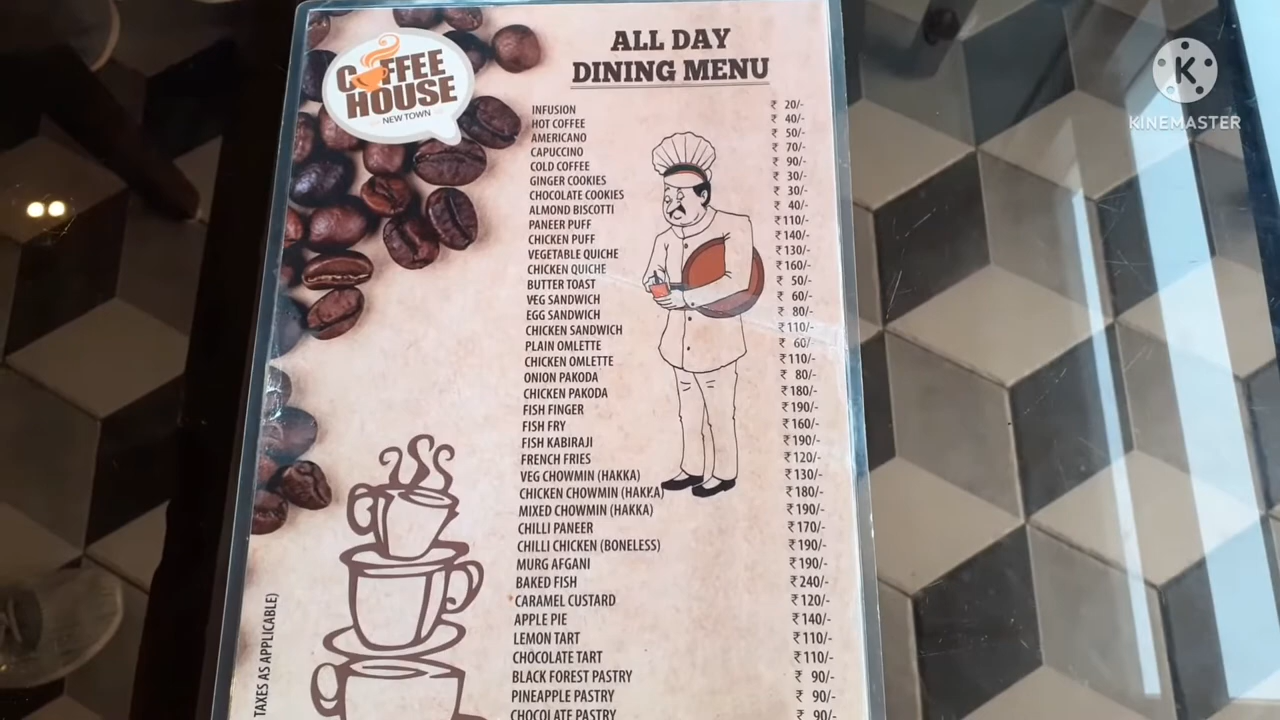 COFFEE
HOUSE
NEW TOWN
ALL DAY
DINING MENU
INFUSION ₹ 20/-
HOT COFFEE ₹ 40/-
AMERICANO ₹ 50/-
CAPUCCINO ₹ 70/-
COLD COFFEE ₹ 90/-
GINGER COOKIES ₹ 30/-
CHOCOLATE COOKIES ₹ 30/-
ALMOND BISCOTTI ₹ 40/-
PANEER PUFF ₹110/-
CHICKEN PUFF ₹140/-
VEGETABLE QUICHE ₹130/-
CHICKEN QUICHE ₹160/-
BUTTER TOAST ₹ 50/-
VEG SANDWICH ₹ 60/-
EGG SANDWICH ₹ 80/-
CHICKEN SANDWICH ₹110/-
PLAIN OMLETTE ₹ 60/-
CHICKEN OMLETTE ₹110/-
ONION PAKODA ₹ 80/-
CHICKEN PAKODA ₹180/-
FISH FINGER ₹190/-
FISH FRY ₹160/-
FISH KABIRAJI ₹190/-
FRENCH FRIES ₹120/-
VEG CHOWMIN (HAKKA) ₹130/-
CHICKEN CHOWMIN (HAKKA) ₹180/-
MIXED CHOWMIN (HAKKA) ₹190/-
CHILLI PANEER ₹170/-
CHILLI CHICKEN (BONELESS) ₹190/-
MURG AFGANI ₹190/-
BAKED FISH ₹240/-
CARAMEL CUSTARD ₹120/-
APPLE PIE ₹140/-
LEMON TART ₹110/-
CHOCOLATE TART ₹110/-
BLACK FOREST PASTRY ₹ 90/-
PINEAPPLE PASTRY ₹ 90/-
CHOCOLATE PASTRY ₹ 90/-
TAXES AS APPLICABLE)
K
KINEMASTER